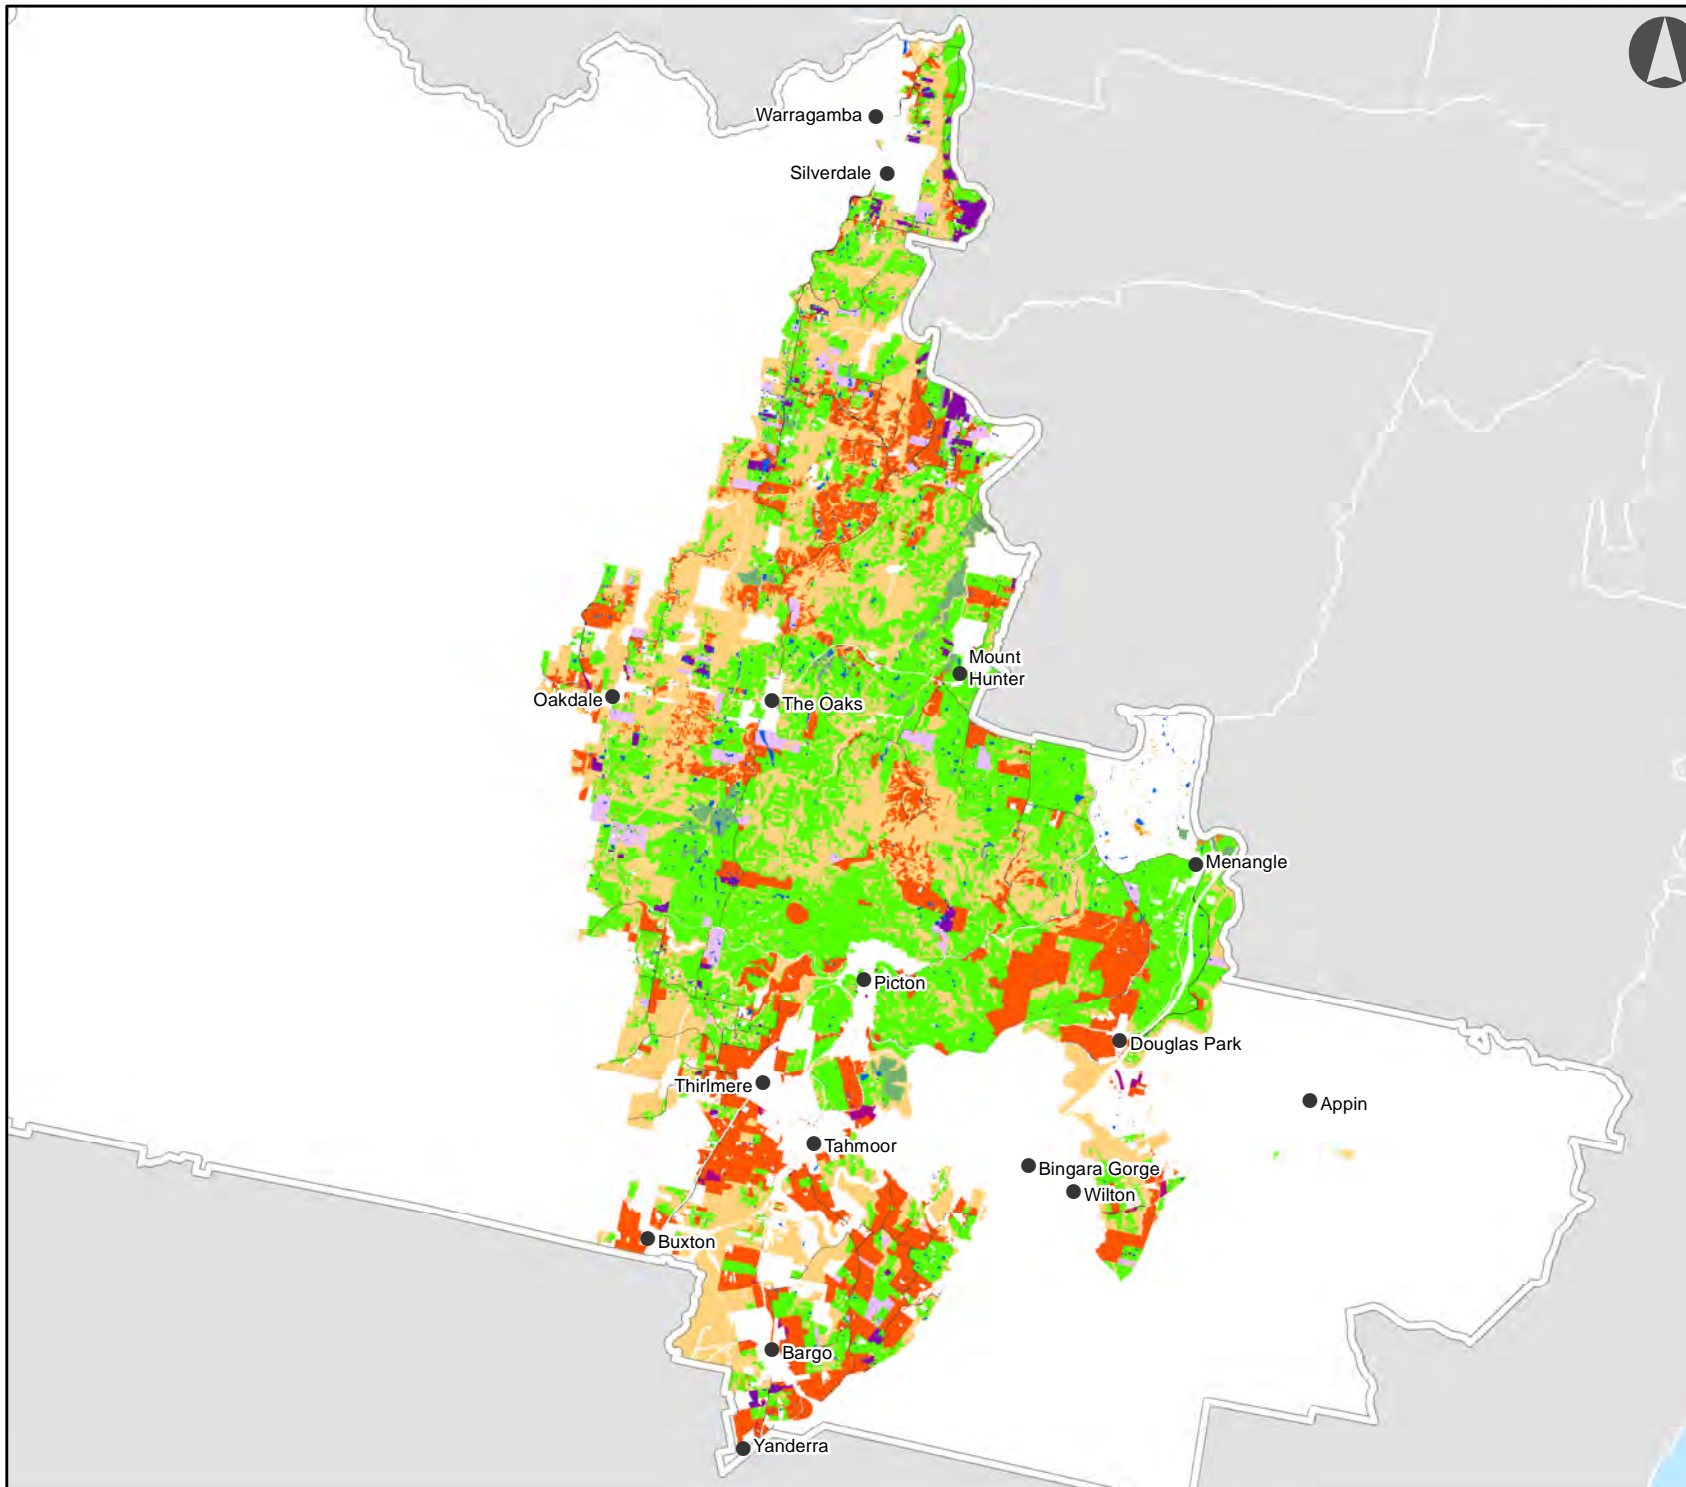 Warragamba
Silverdale
Mount
Hunter
Oakdale
The Oaks
Menangle
Picton
Douglas Park
Thirlmere
Appin
Tahmoor
Bingara Gorge
Wilton
Buxton
Bargo
Yanderra